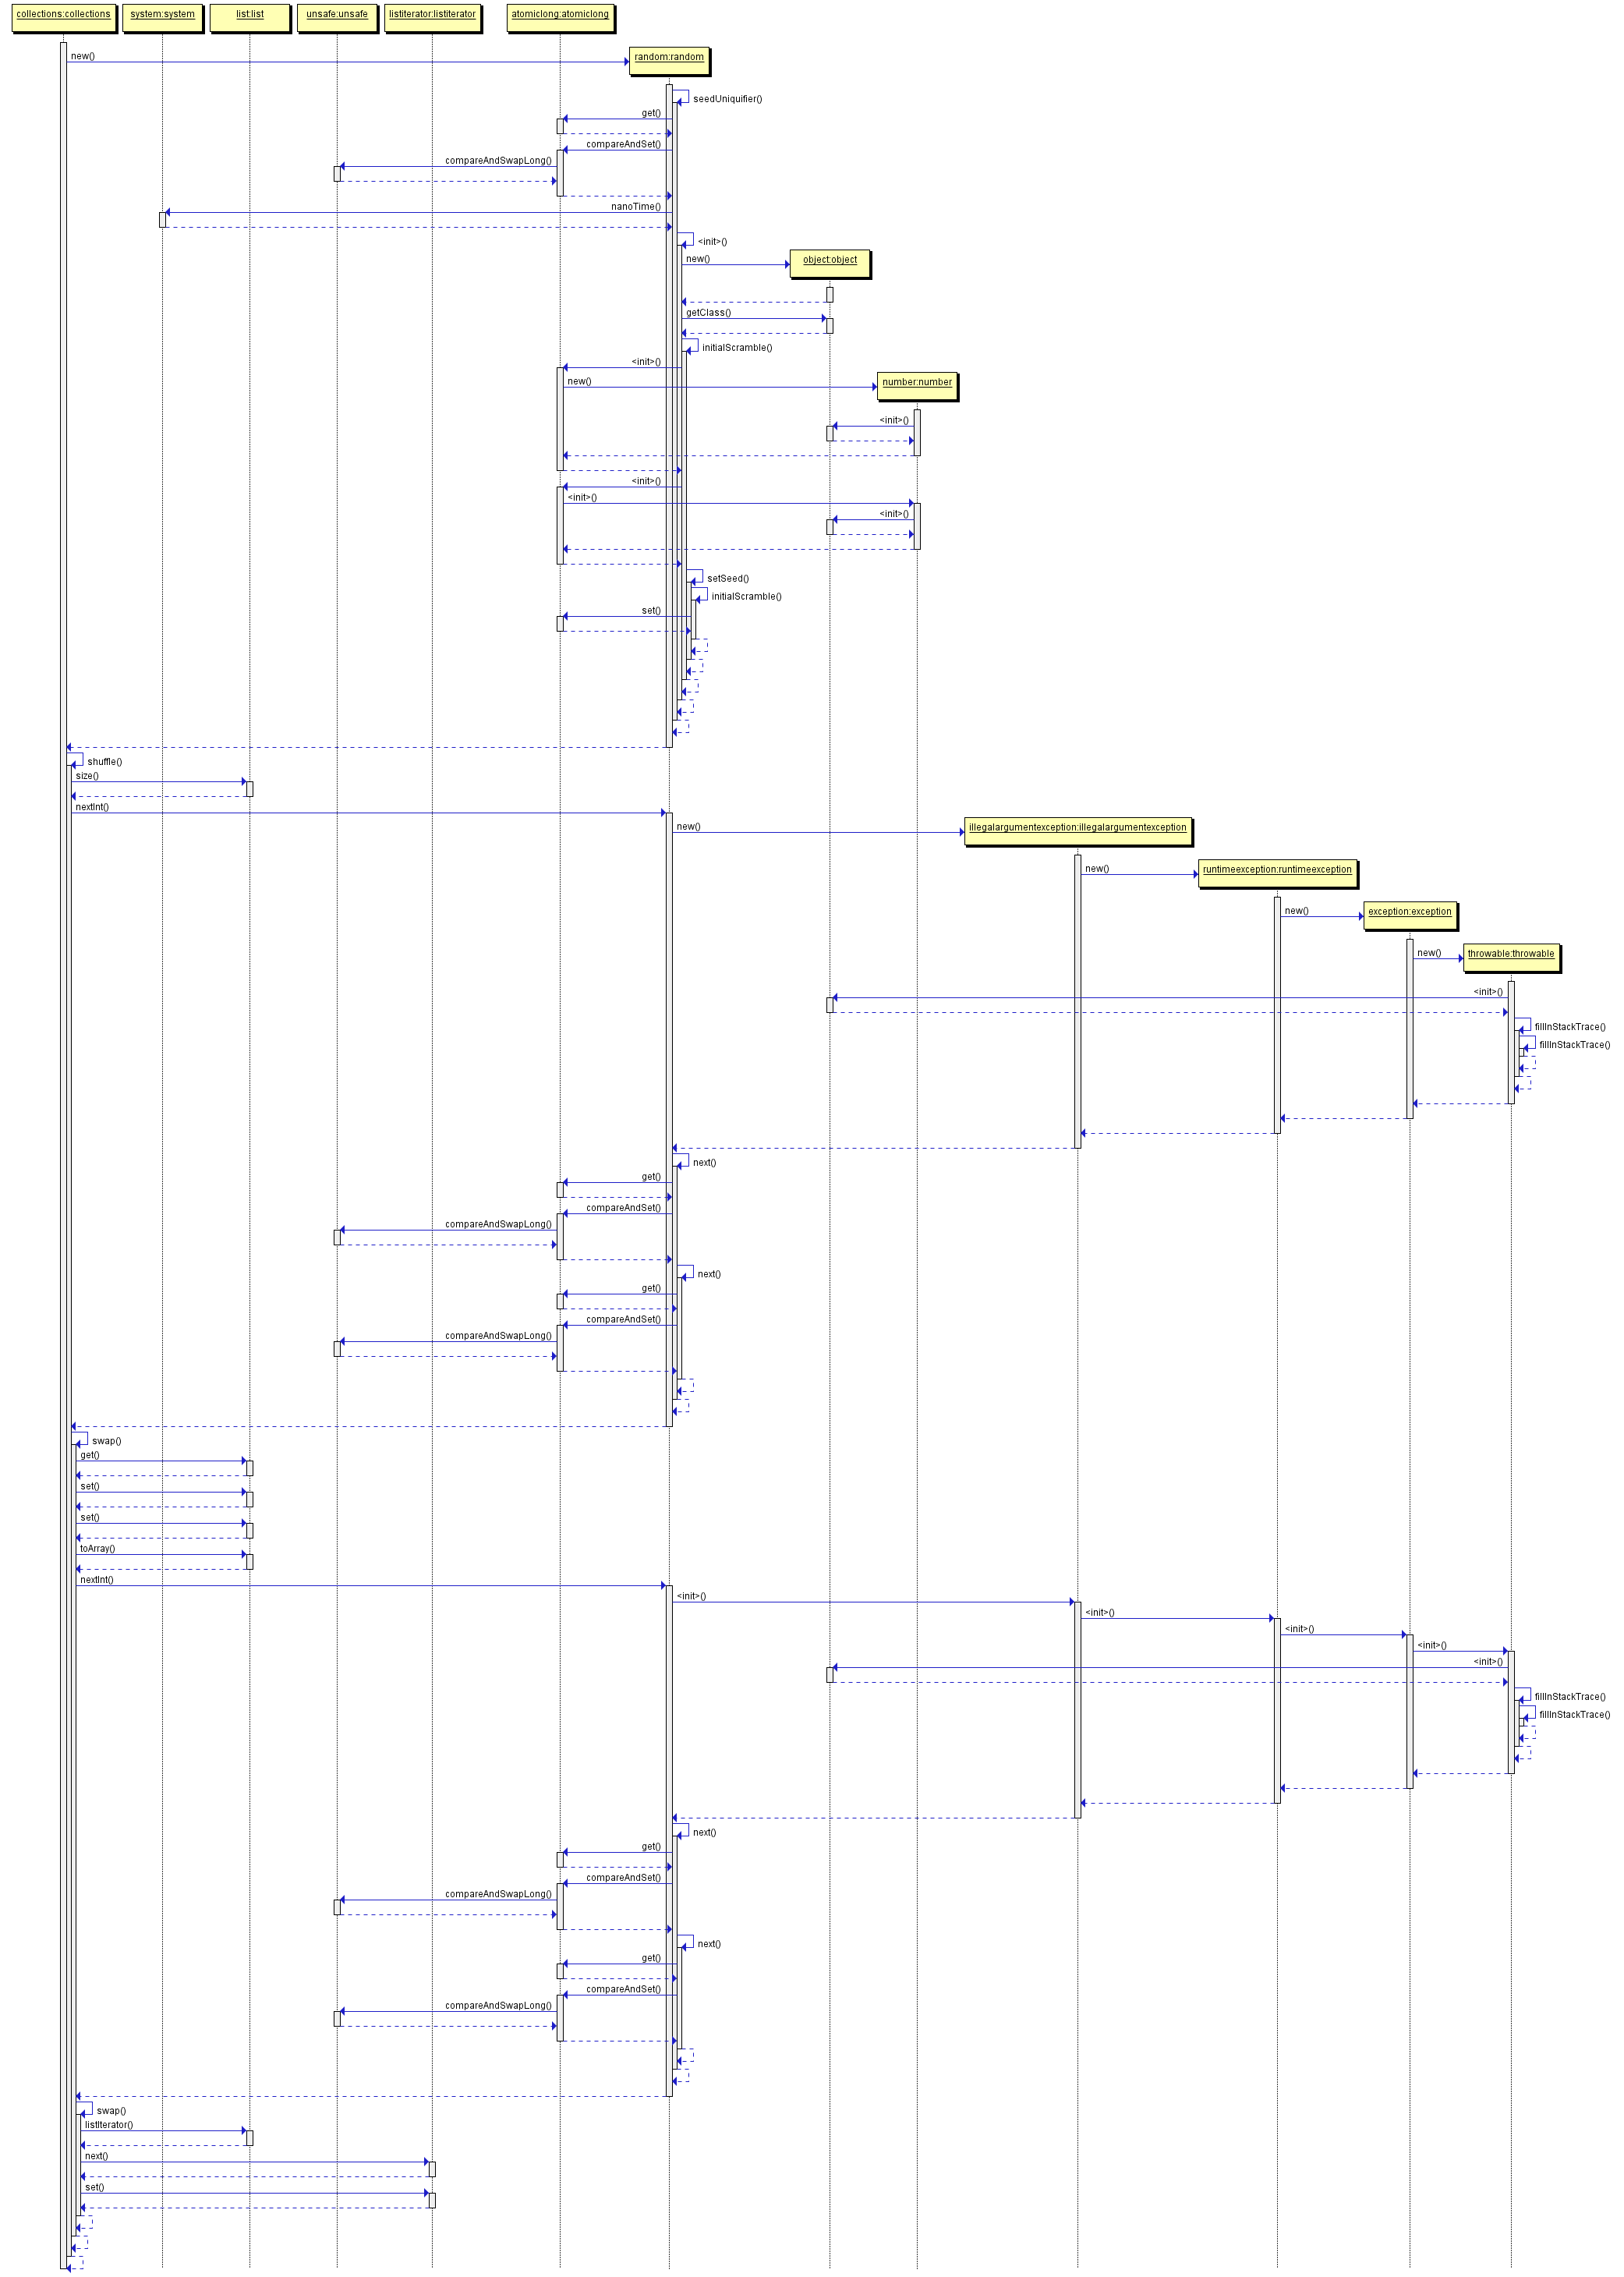 collections:collections
system:system
list:list
unsafe:unsafe
listiterator:listiterator
atomiclong:atomiclong
new()
random:random
seedUniquifier()
get()
compareAndSet()
compareAndSwapLong()
nanoTime()
<init>()
new()
object:object
getClass()
initialScramble()
<init>()
new()
number:number
<init>()
<init>()
<init>()
<init>()
setSeed()
initialScramble()
set()
shuffle()
size()
nextInt()
new()
illegalargumentexception:illegalargumentexception
new()
runtimeexception:runtimeexception
new()
exception:exception
new()
throwable:throwable
<init>()
fillInStackTrace()
fillInStackTrace()
next()
get()
compareAndSet()
compareAndSwapLong()
next()
get()
compareAndSet()
compareAndSwapLong()
swap()
get()
set()
set()
toArray()
nextInt()
<init>()
<init>()
<init>()
<init>()
<init>()
fillInStackTrace()
fillInStackTrace()
next()
get()
compareAndSet()
compareAndSwapLong()
next()
get()
compareAndSet()
compareAndSwapLong()
swap()
listIterator()
next()
set()